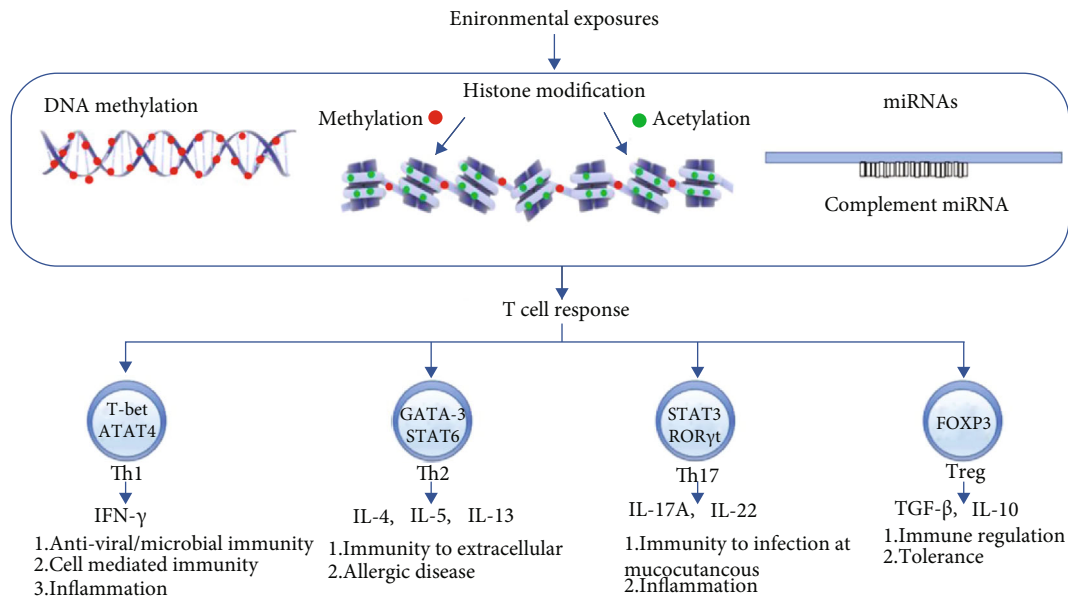 Enironmental exposures
DNA methylation
Histone modification
Methylation
Acetylation
miRNAs
Complement miRNA
T cell response
T-bet
ATAT4
Th1
IFN-γ
1.Anti-viral/microbial immunity
2.Cell mediated immunity
3.Inflammation
GATA-3
STAT6
Th2
IL-4, IL-5, IL-13
1.Immunity to extracellular
2.Allergic disease
STAT3
RORγt
Th17
IL-17A, IL-22
1.Immunity to infection at
mucocutancous
2.Inflammation
FOXP3
Treg
TGF-β, IL-10
1.Immune regulation
2.Tolerance